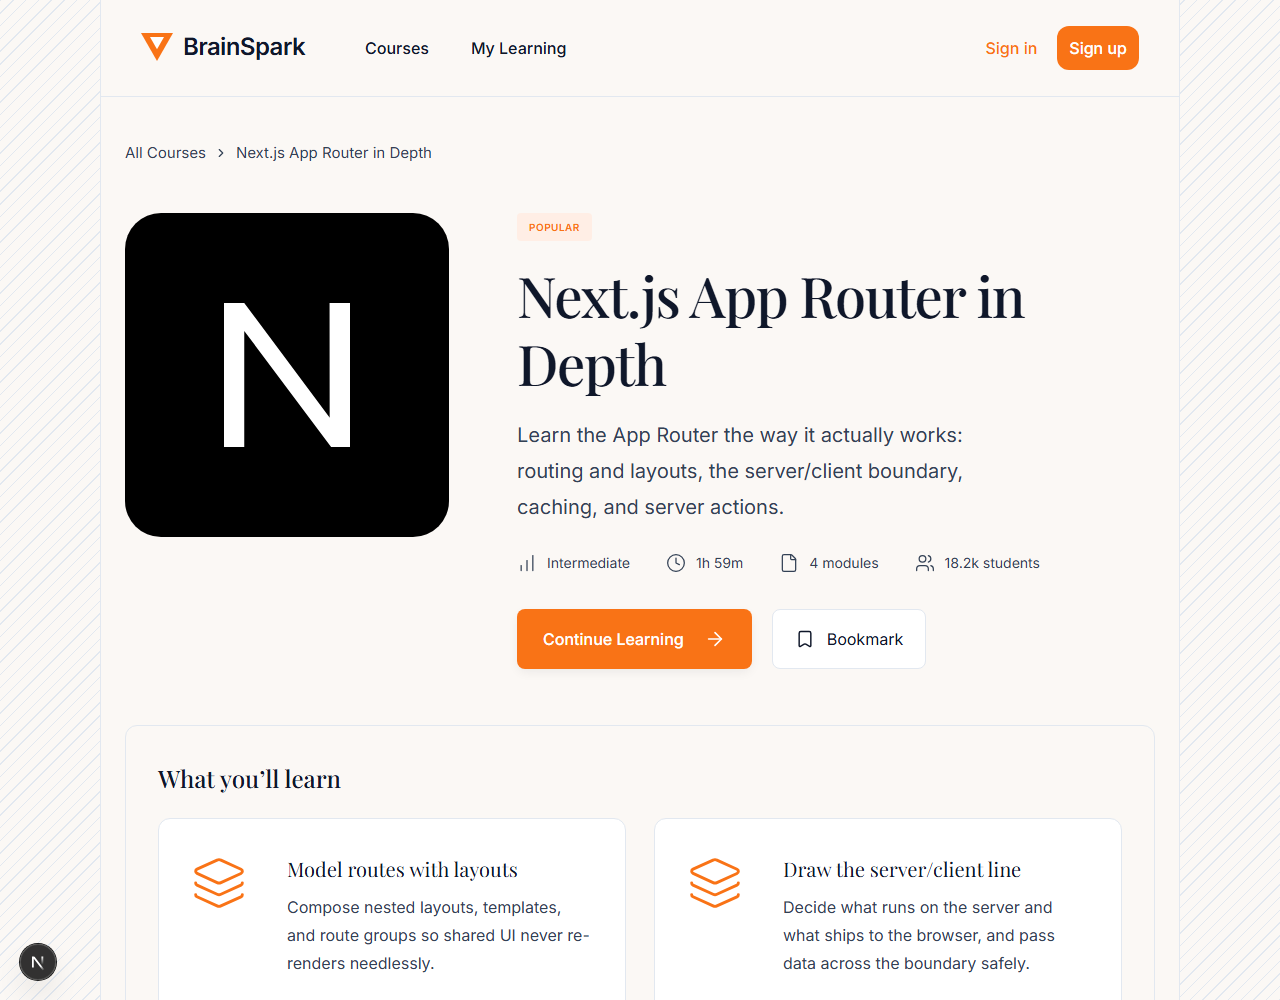 BrainSpark
Courses
My Learning
Sign in
Sign up
All Courses
Next.js App Router in Depth
N
POPULAR
Next.js App Router in
Depth
Learn the App Router the way it actually works:
routing and layouts, the server/client boundary,
caching, and server actions.
Intermediate
1h 59m
4 modules
18.2k students
Continue Learning
Bookmark
What you’ll learn
Model routes with layouts
Compose nested layouts, templates,
and route groups so shared UI never re-
renders needlessly.
Draw the server/client line
Decide what runs on the server and
what ships to the browser, and pass
data across the boundary safely.
N